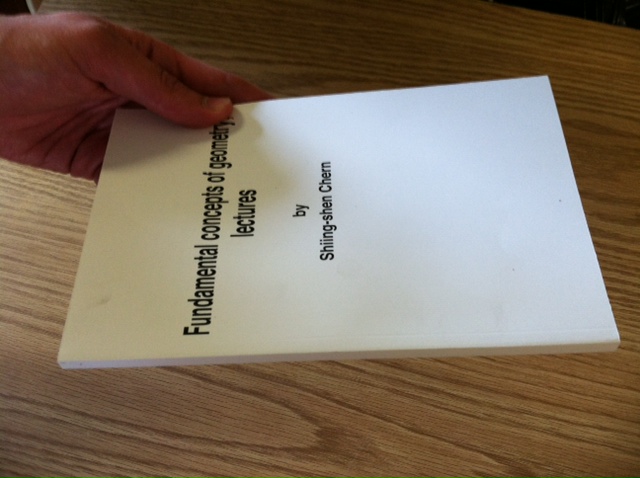 Fundamental concepts of geometry,
lectures
by
Shiing-shen Chern